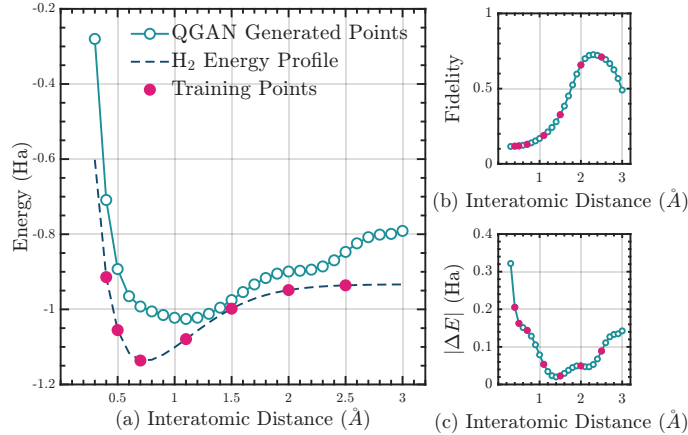 QGAN Generated Points
H₂ Energy Profile
Training Points
Energy (Ha)
-0.2
-0.4
-0.6
-0.8
-1
-1.2
0.5
1
1.5
2
2.5
3
(a) Interatomic Distance (Å)
Fidelity
1
0.5
0
1
2
3
(b) Interatomic Distance (Å)
|ΔE| (Ha)
0.4
0.3
0.2
0.1
0
1
2
3
(c) Interatomic Distance (Å)